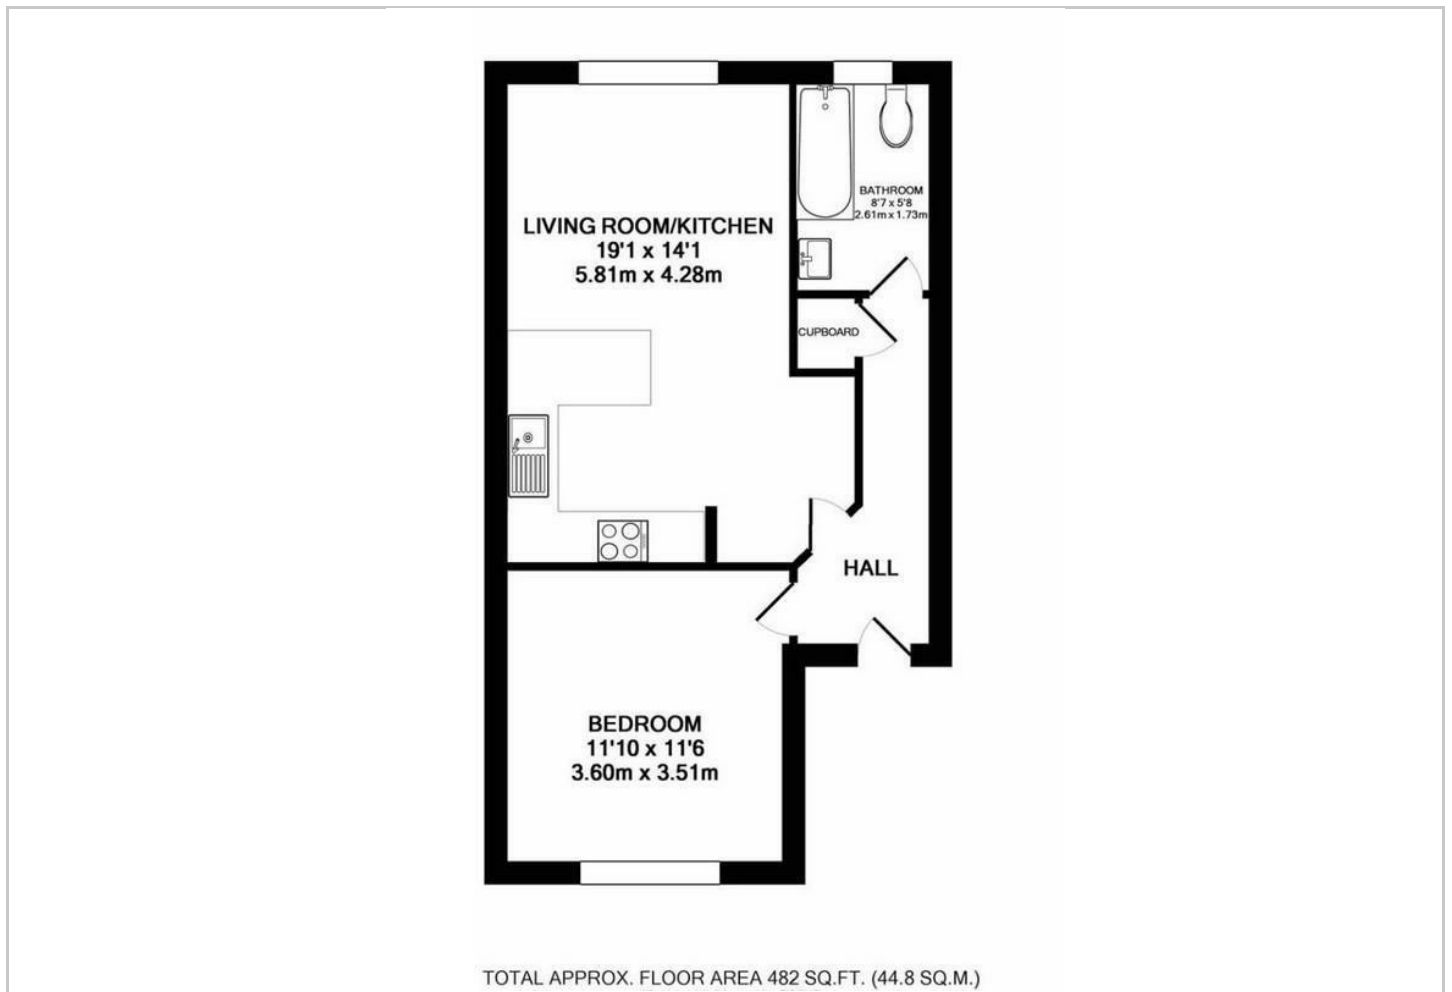 BATHROOM
8'7 x 5'8
2.61m x 1.73m
LIVING ROOM/KITCHEN
19'1 x 14'1
5.81m x 4.28m
CUPBOARD
HALL
BEDROOM
11'10 x 11'6
3.60m x 3.51m
TOTAL APPROX. FLOOR AREA 482 SQ.FT. (44.8 SQ.M.)